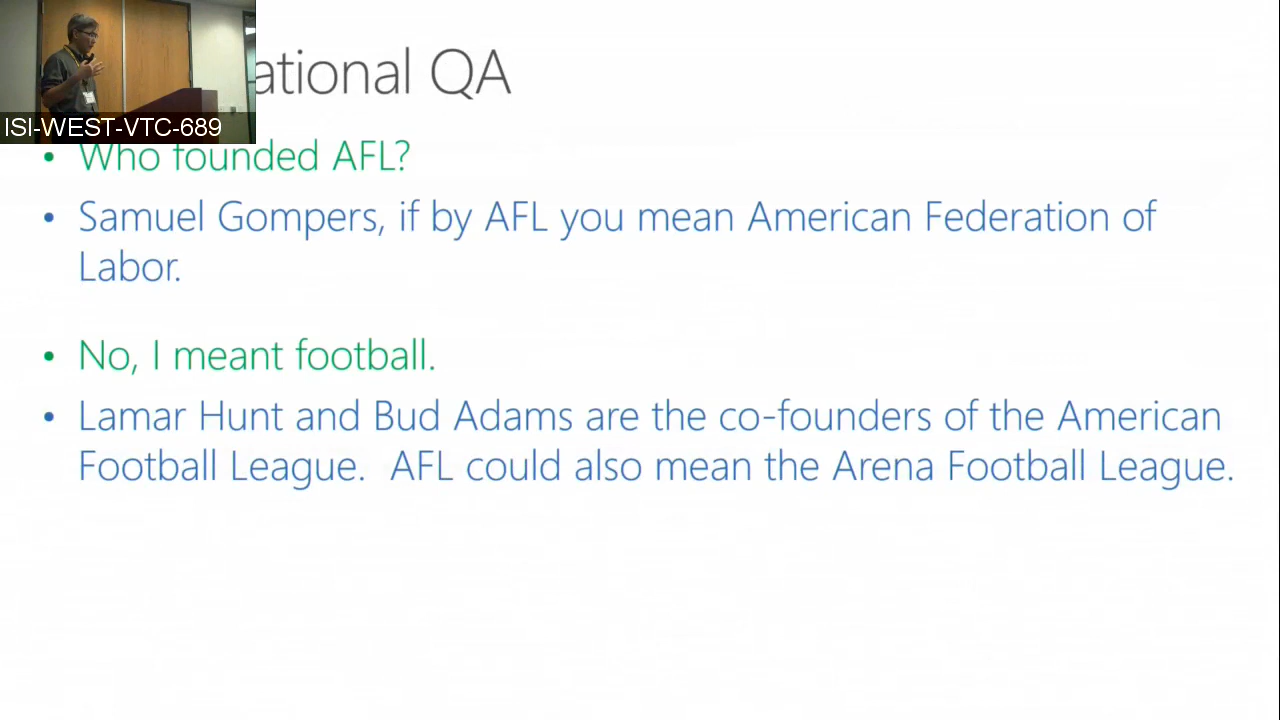 ational QA
ISI-WEST-VTC-689
• Who founded AFL?
• Samuel Gompers, if by AFL you mean American Federation of
Labor.
• No, I meant football.
• Lamar Hunt and Bud Adams are the co-founders of the American
Football League.  AFL could also mean the Arena Football League.